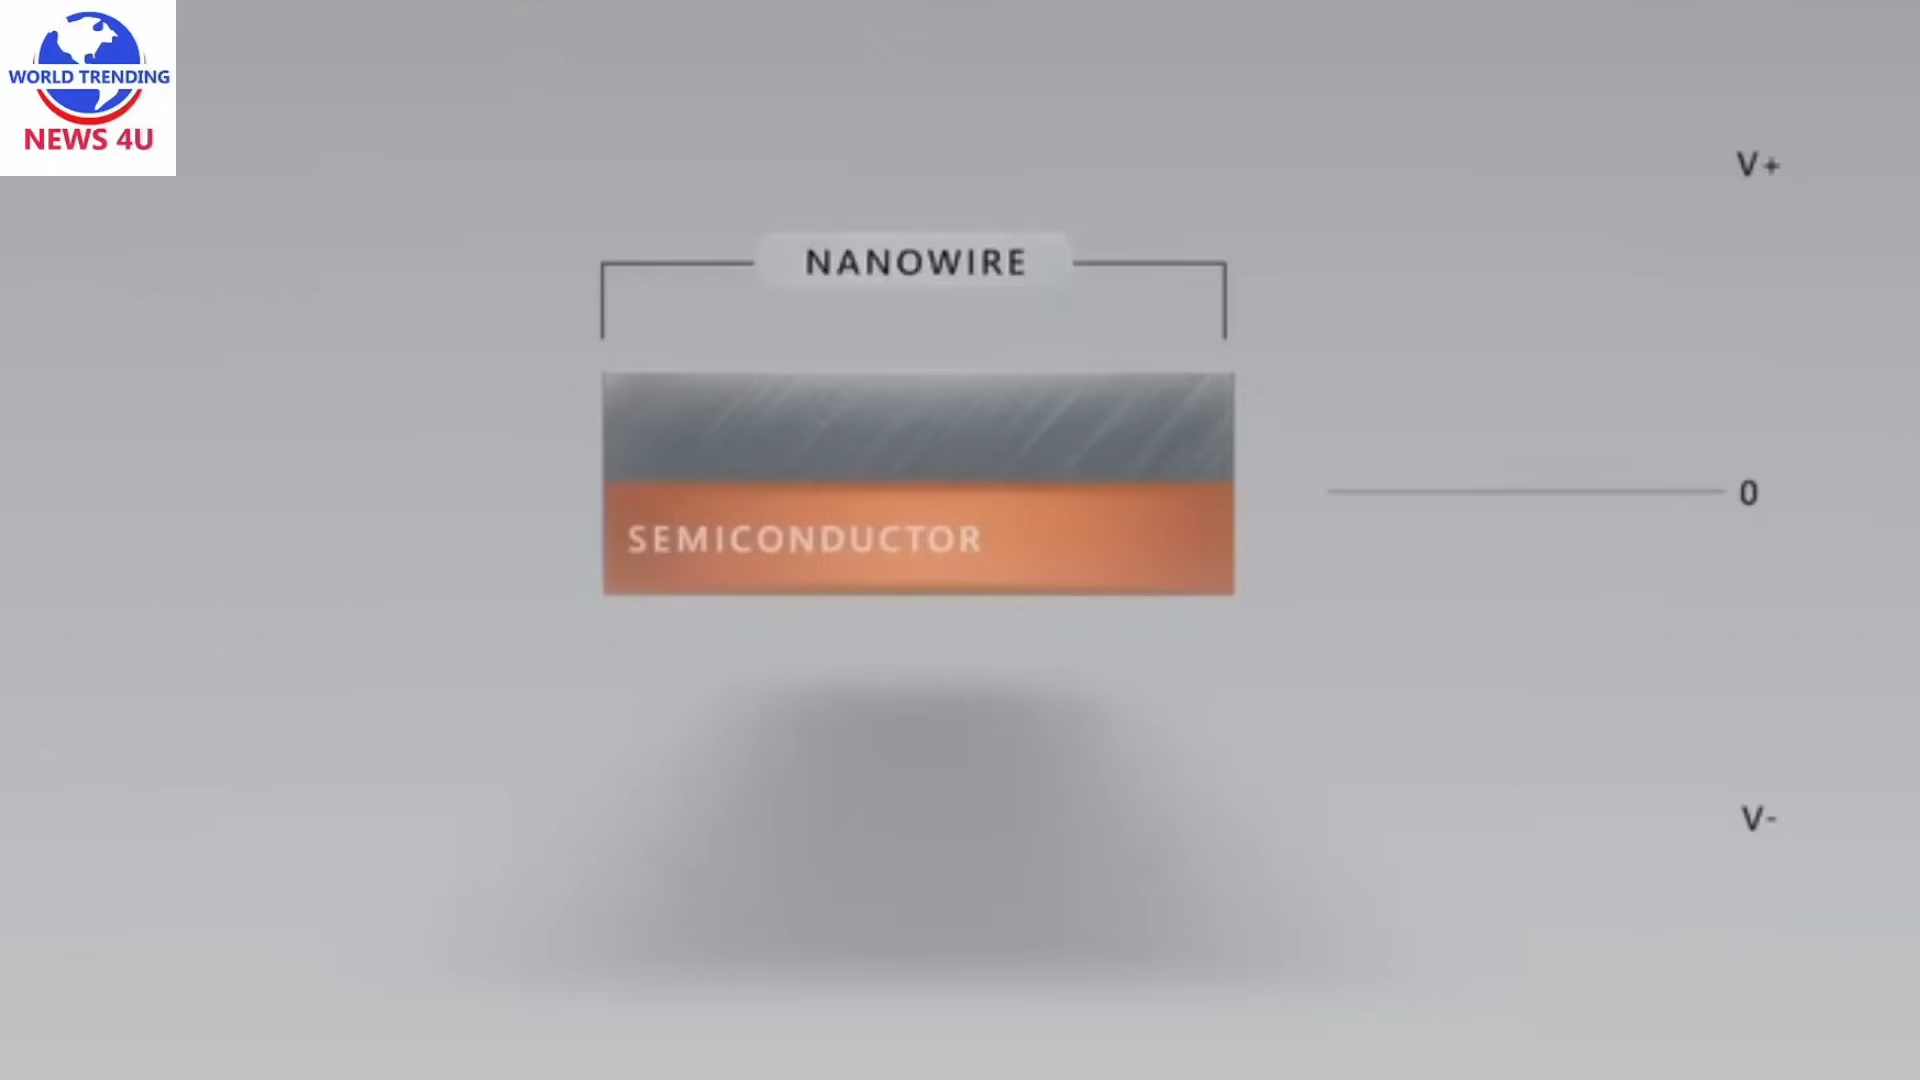 WORLD TRENDING
NEWS 4U
V+
NANOWIRE
0
SEMICONDUCTOR
V-